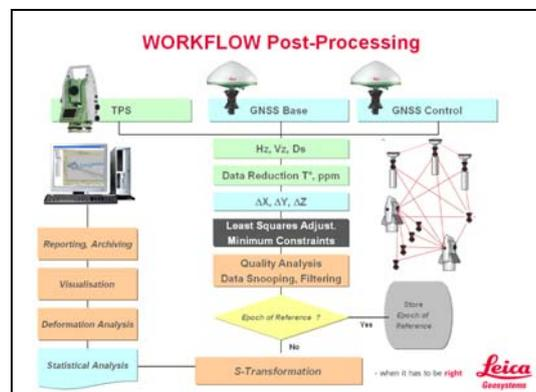 WORKFLOW Post-Processing
TPS
GNSS Base
GNSS Control
Hz, Vz, Ds
Data Reduction T°, ppm
ΔX, ΔY, ΔZ
Least Squares Adjust.
Minimum Constraints
Quality Analysis
Data Snooping, Filtering
Epoch of Reference ?
Yes
Store
Epoch of
Reference
No
S-Transformation
Statistical Analysis
Deformation Analysis
Visualisation
Reporting, Archiving
- when it has to be right
Leica
Geosystems